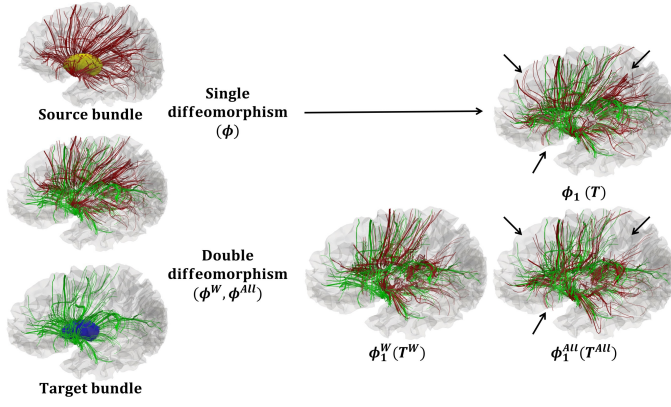 Source bundle
Single
diffeomorphism
(ϕ)
ϕ₁ (T)
Double
diffeomorphism
(ϕᵂ, ϕᴬˡˡ)
ϕ₁ᵂ(Tᵂ)
ϕ₁ᴬˡˡ(Tᴬˡˡ)
Target bundle